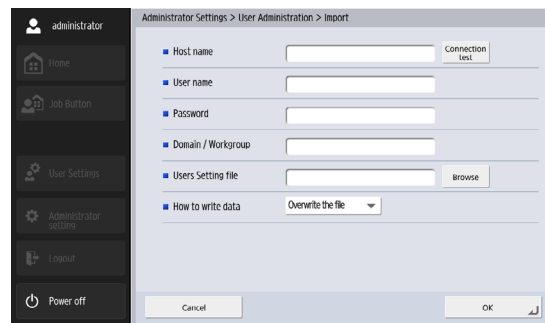 administrator
Administrator Settings > User Administration > Import
Home
Job Button
User Settings
Administrator
setting
Logout
Power off
Host name
Connection
test
User name
Password
Domain / Workgroup
Users Setting file
Browse
How to write data
Overwrite the file
Cancel
OK